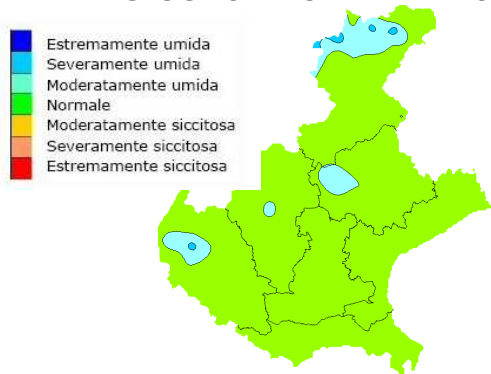 Estremamente umida
Severamente umida
Moderatamente umida
Normale
Moderatamente siccitosa
Severamente siccitosa
Estremamente siccitosa